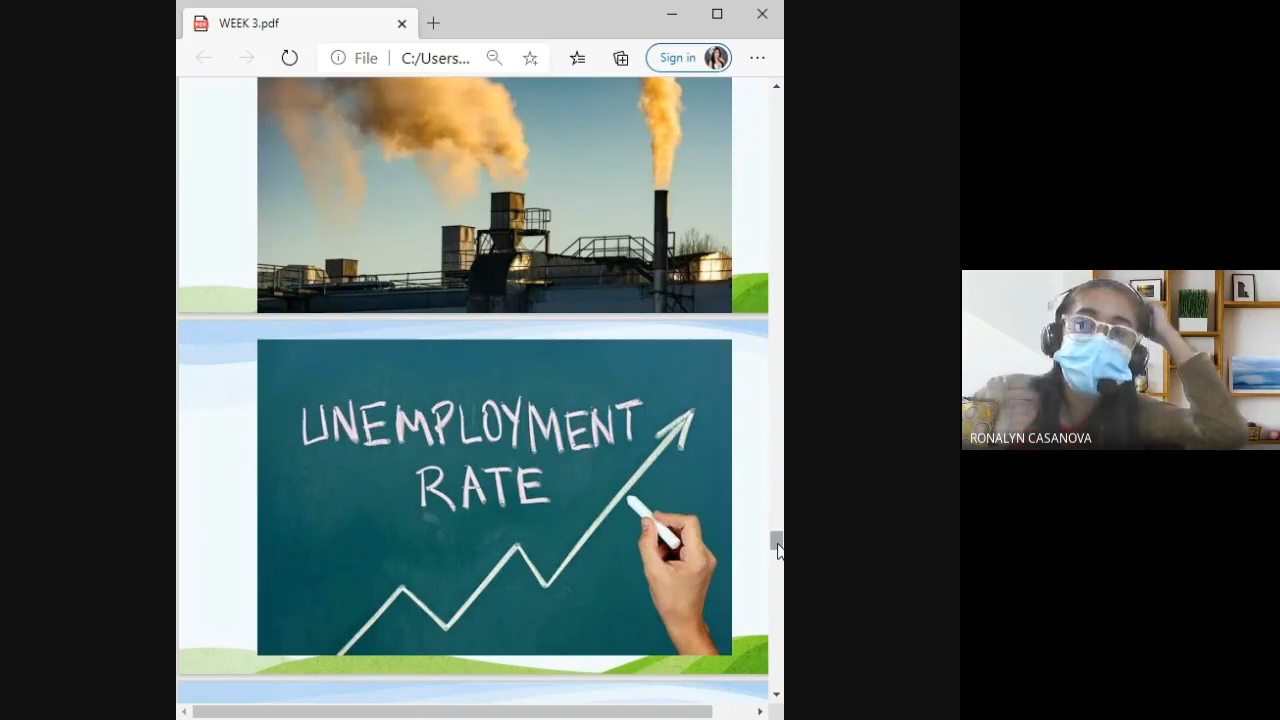 WEEK 3.pdf
File
C:/Users...
Sign in
UNEMPLOYMENT
RATE
RONALYN CASANOVA